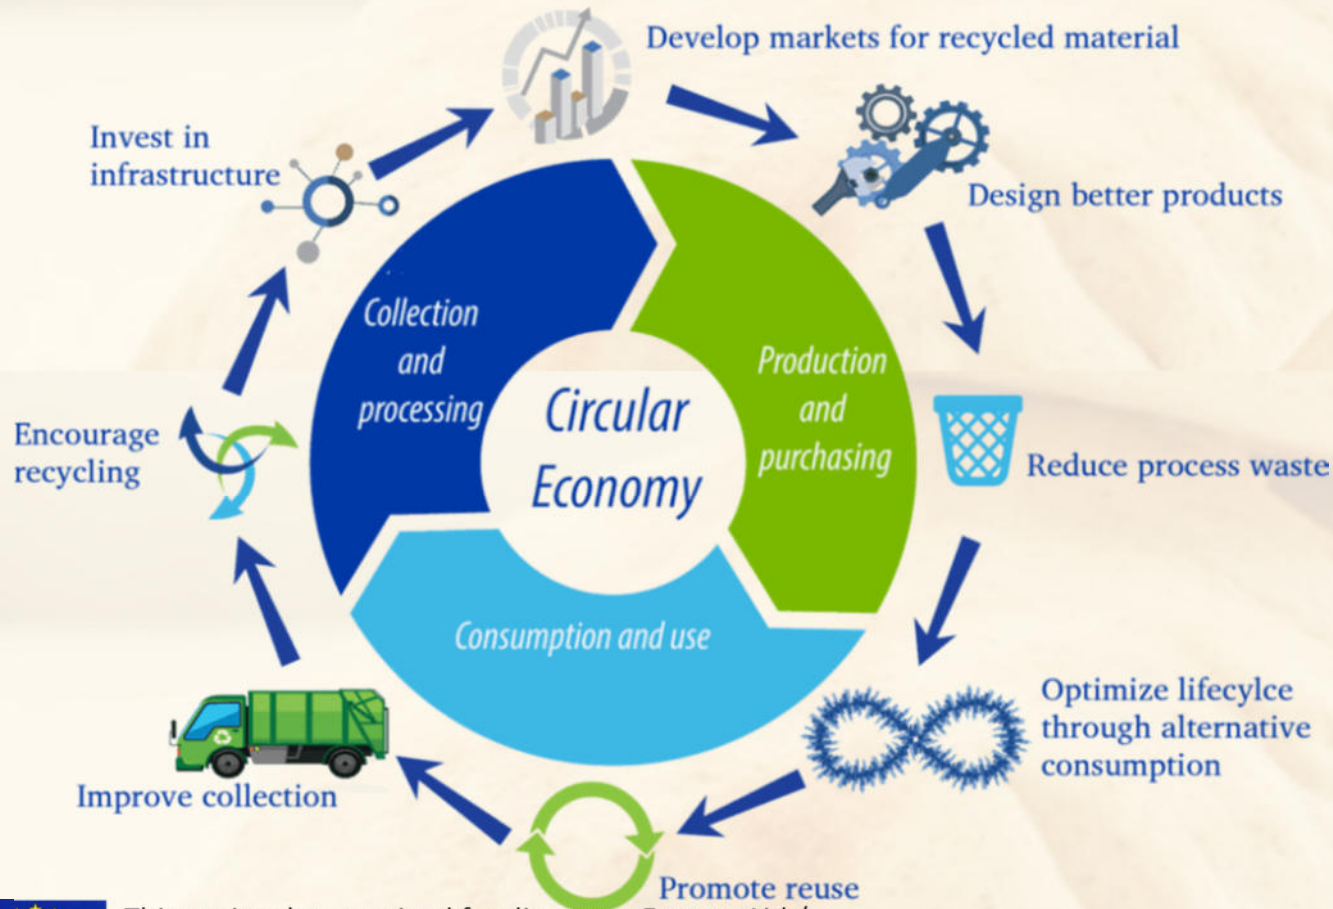 Develop markets for recycled material
Invest in
infrastructure
Design better products
Collection
and
processing
Production
and
purchasing
Circular
Economy
Encourage
recycling
Reduce process waste
Consumption and use
Optimize lifecylce
through alternative
consumption
Improve collection
Promote reuse